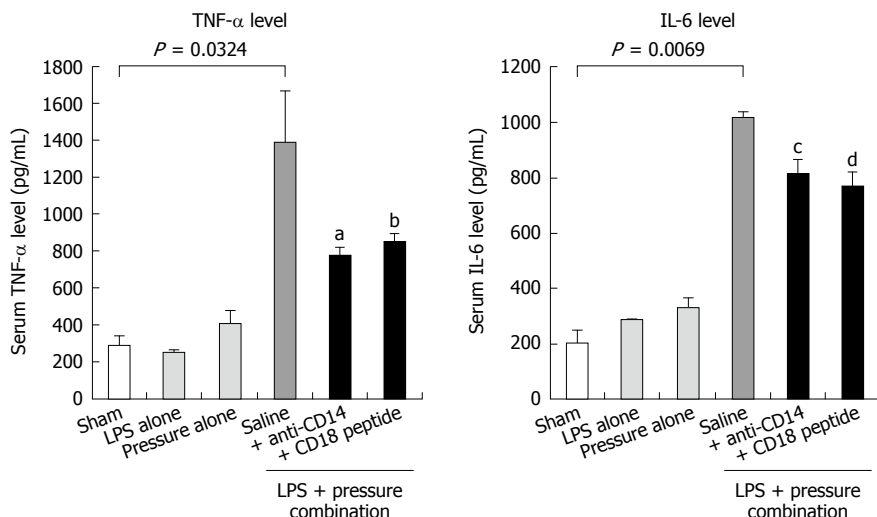 TNF-α level
P = 0.0324
Serum TNF-α level (pg/mL)
1800
1600
1400
1200
1000
800
600
400
200
0
a
b
Sham
LPS alone
Pressure alone
Saline
+ anti-CD14
+ CD18 peptide
LPS + pressure
combination
IL-6 level
P = 0.0069
Serum IL-6 level (pg/mL)
1200
1000
800
600
400
200
0
c
d
Sham
LPS alone
Pressure alone
Saline
+ anti-CD14
+ CD18 peptide
LPS + pressure
combination